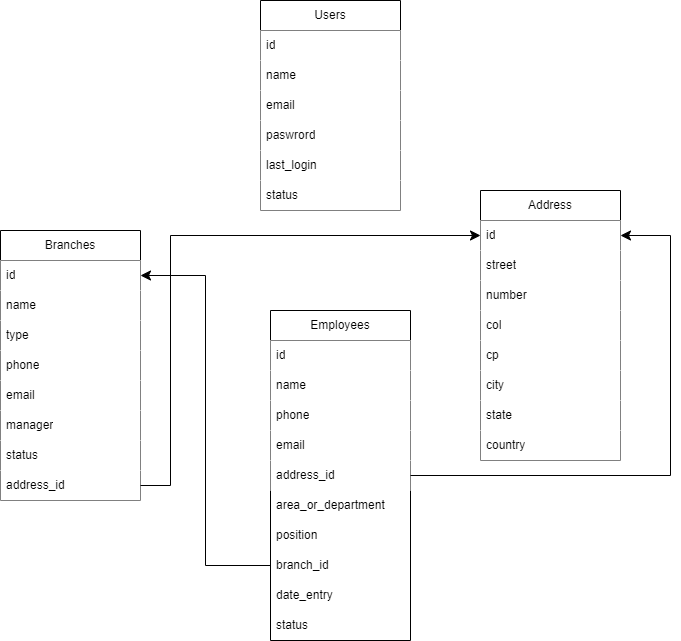 Users
id
name
email
paswrord
last_login
status
Address
id
street
number
col
cp
city
state
country
Branches
id
name
type
phone
email
manager
status
address_id
Employees
id
name
phone
email
address_id
area_or_department
position
branch_id
date_entry
status